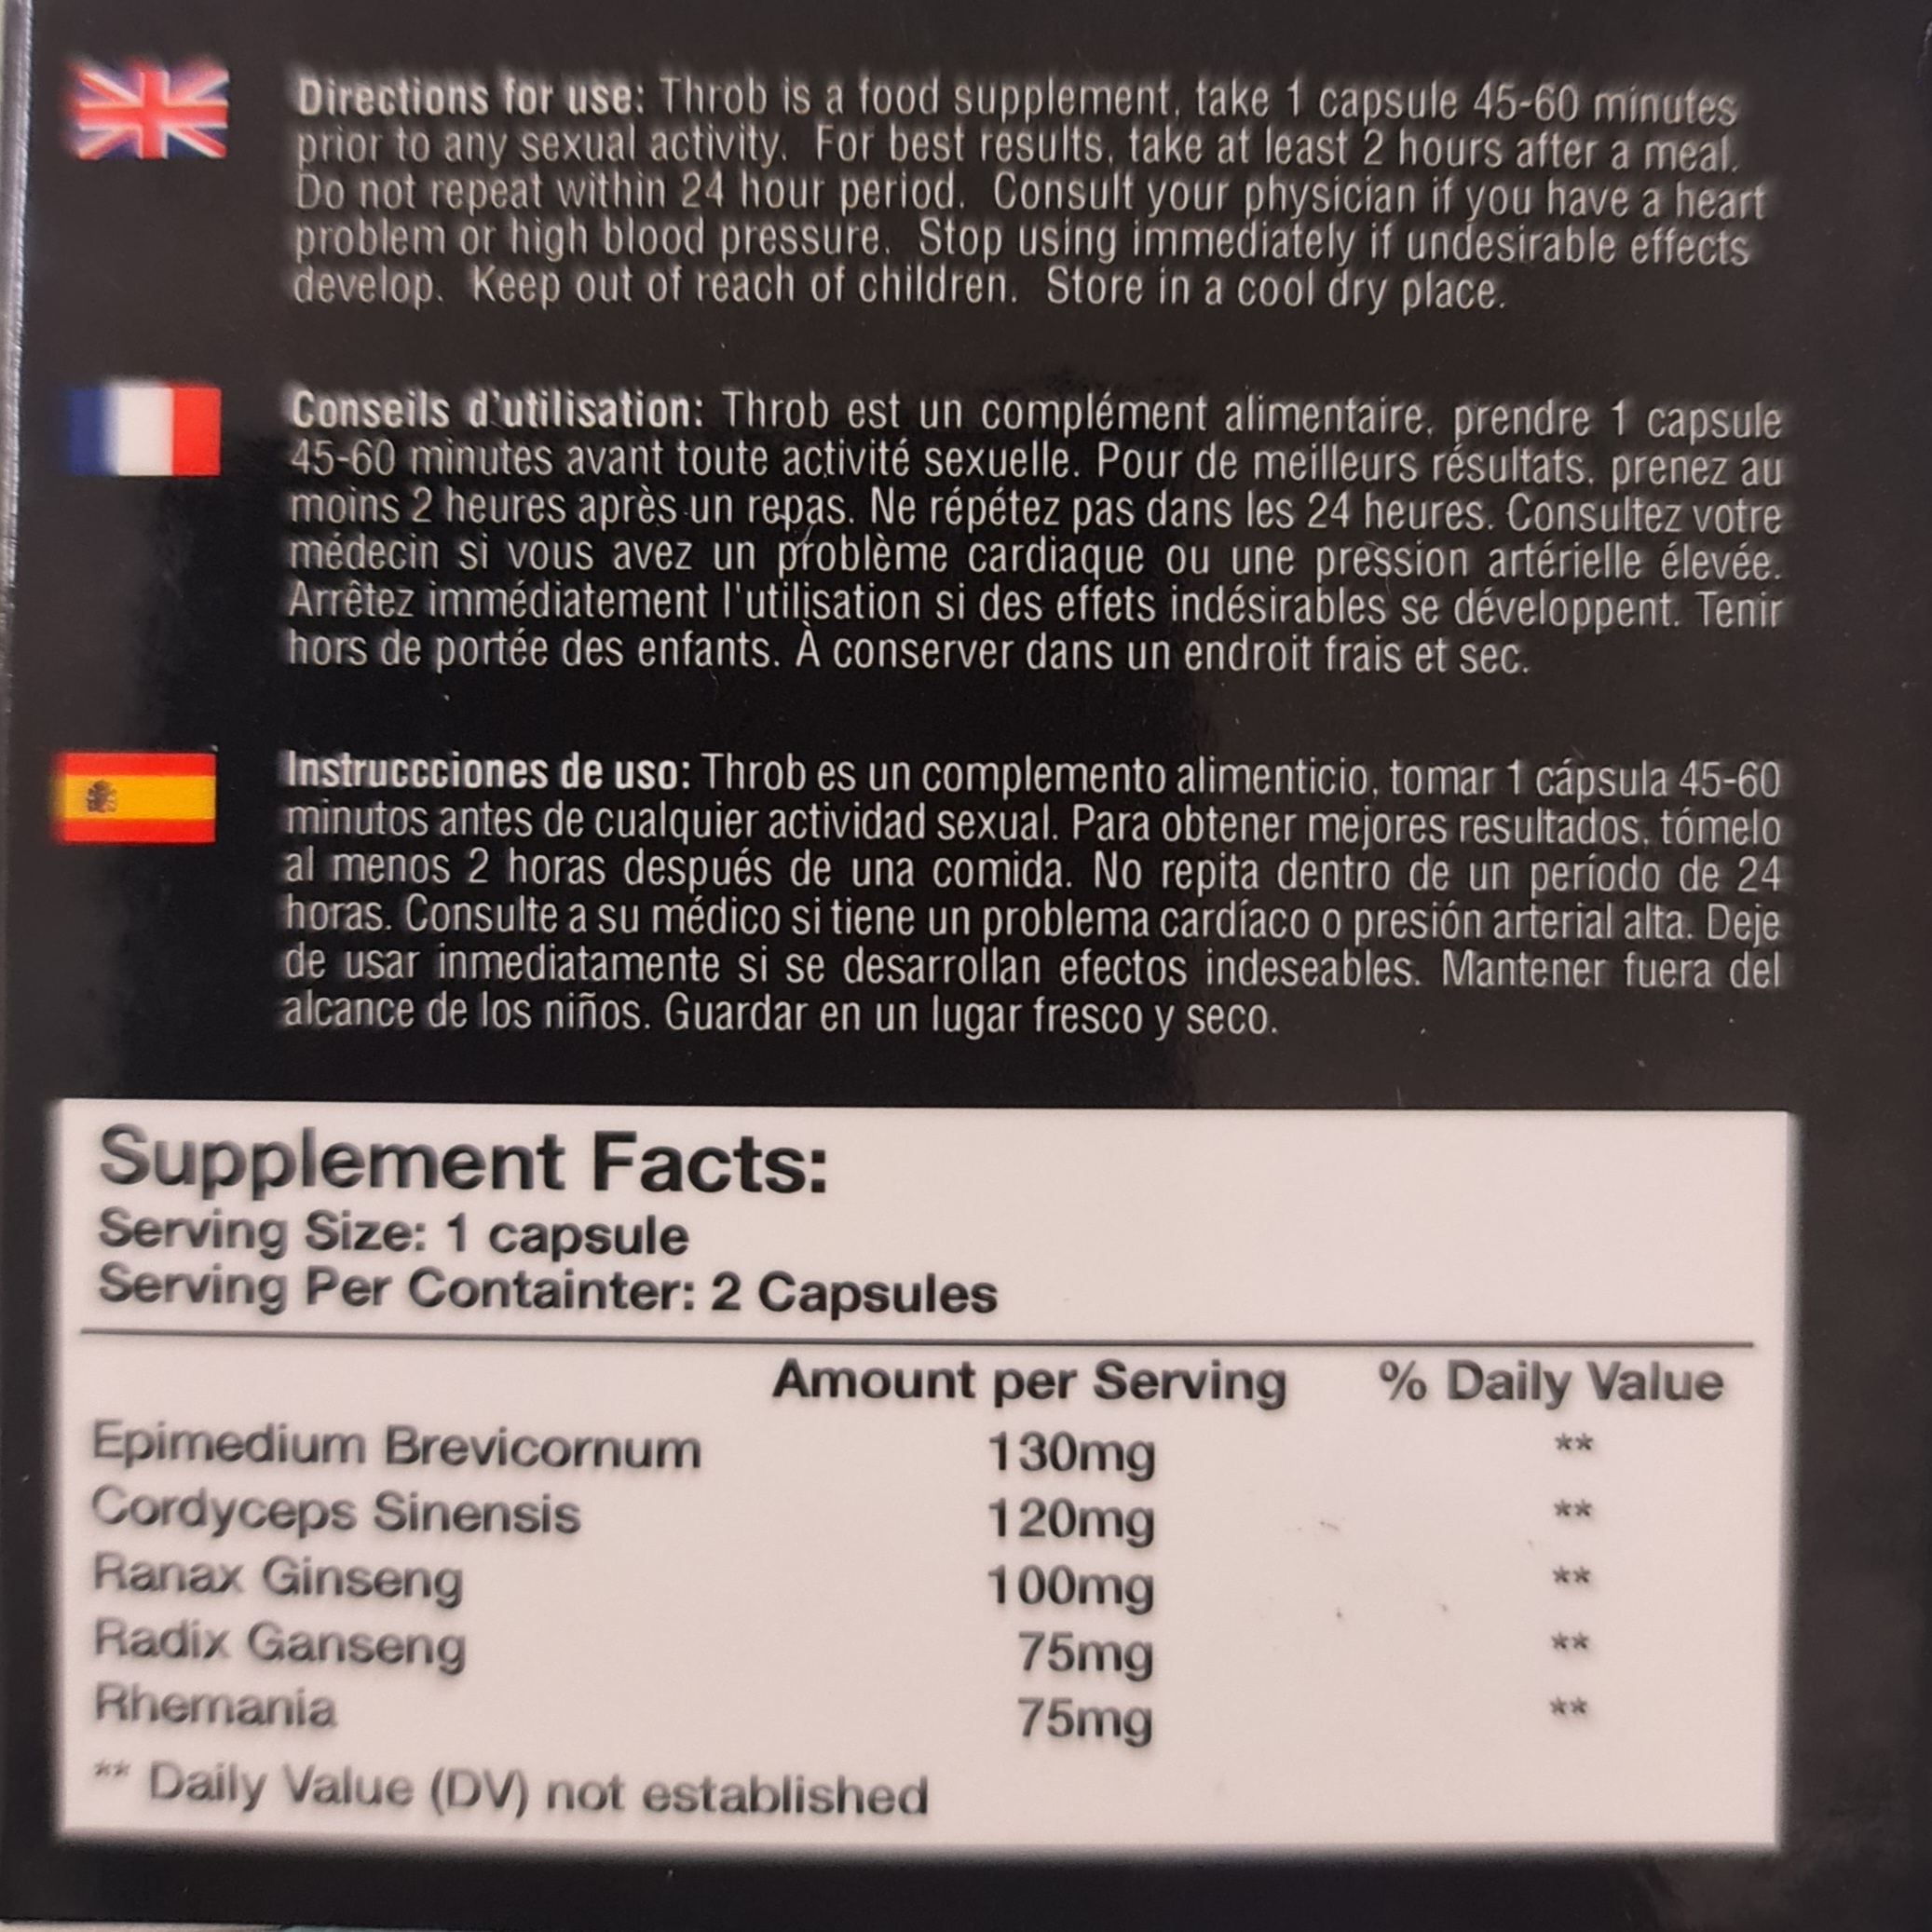 Directions for use: Throb is a food supplement, take 1 capsule 45-60 minutes
prior to any sexual activity. For best results, take at least 2 hours after a meal.
Do not repeat within 24 hour period. Consult your physician if you have a heart
problem or high blood pressure. Stop using immediately if undesirable effects
develop. Keep out of reach of children. Store in a cool dry place.
Conseils d'utilisation: Throb est un complément alimentaire, prendre 1 capsule
45-60 minutes avant toute activité sexuelle. Pour de meilleurs résultats, prenez au
moins 2 heures après un repas. Ne répétez pas dans les 24 heures. Consultez votre
médecin si vous avez un problème cardiaque ou une pression artérielle élevée.
Arrêtez immédiatement l'utilisation si des effets indésirables se développent. Tenir
hors de portée des enfants. À conserver dans un endroit frais et sec.
Instruccciones de uso: Throb es un complemento alimenticio, tomar 1 cápsula 45-60
minutos antes de cualquier actividad sexual. Para obtener mejores resultados, tómelo
al menos 2 horas después de una comida. No repita dentro de un período de 24
horas. Consulte a su médico si tiene un problema cardíaco o presión arterial alta. Deje
de usar inmediatamente si se desarrollan efectos indeseables. Mantener fuera del
alcance de los niños. Guardar en un lugar fresco y seco.
Supplement Facts:
Serving Size: 1 capsule
Serving Per Containter: 2 Capsules
Amount per Serving % Daily Value
Epimedium Brevicornum 130mg **
Cordyceps Sinensis 120mg **
Ranax Ginseng 100mg **
Radix Ganseng 75mg **
Rhemania 75mg **
** Daily Value (DV) not established